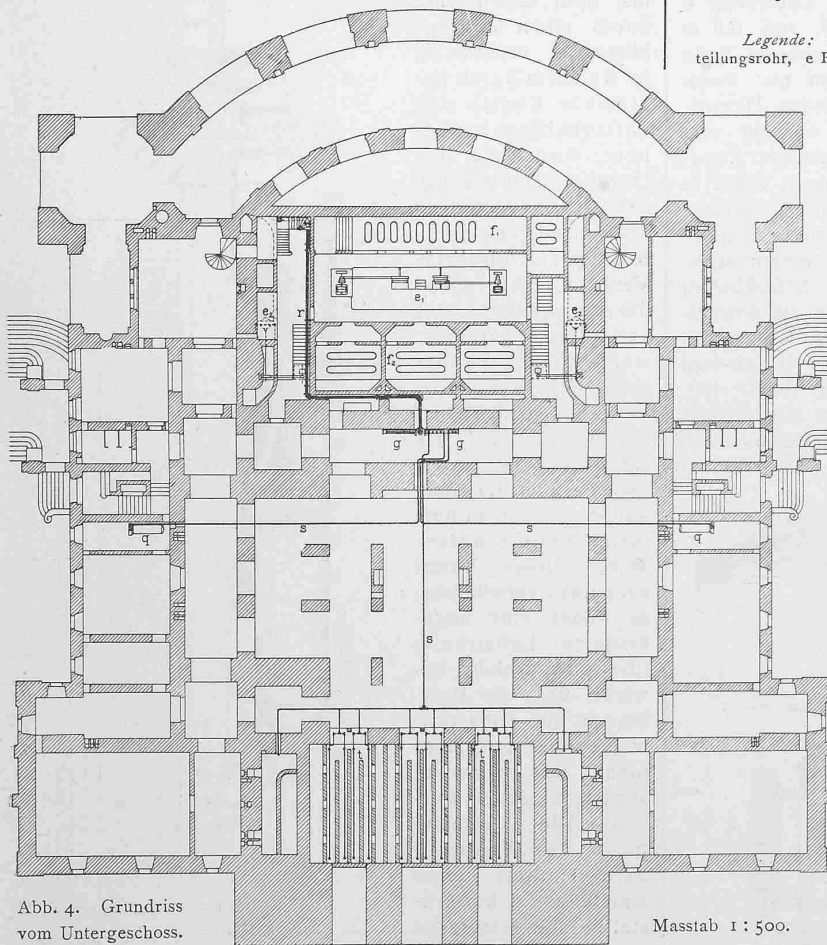 Legende:
teilungsrohr, e
f₁
e₁
e₂
r
e₂
f₂
g
g
s
s
q
q
s
t
t
Abb. 4. Grundriss
vom Untergeschoss.
Masstab 1 : 500.